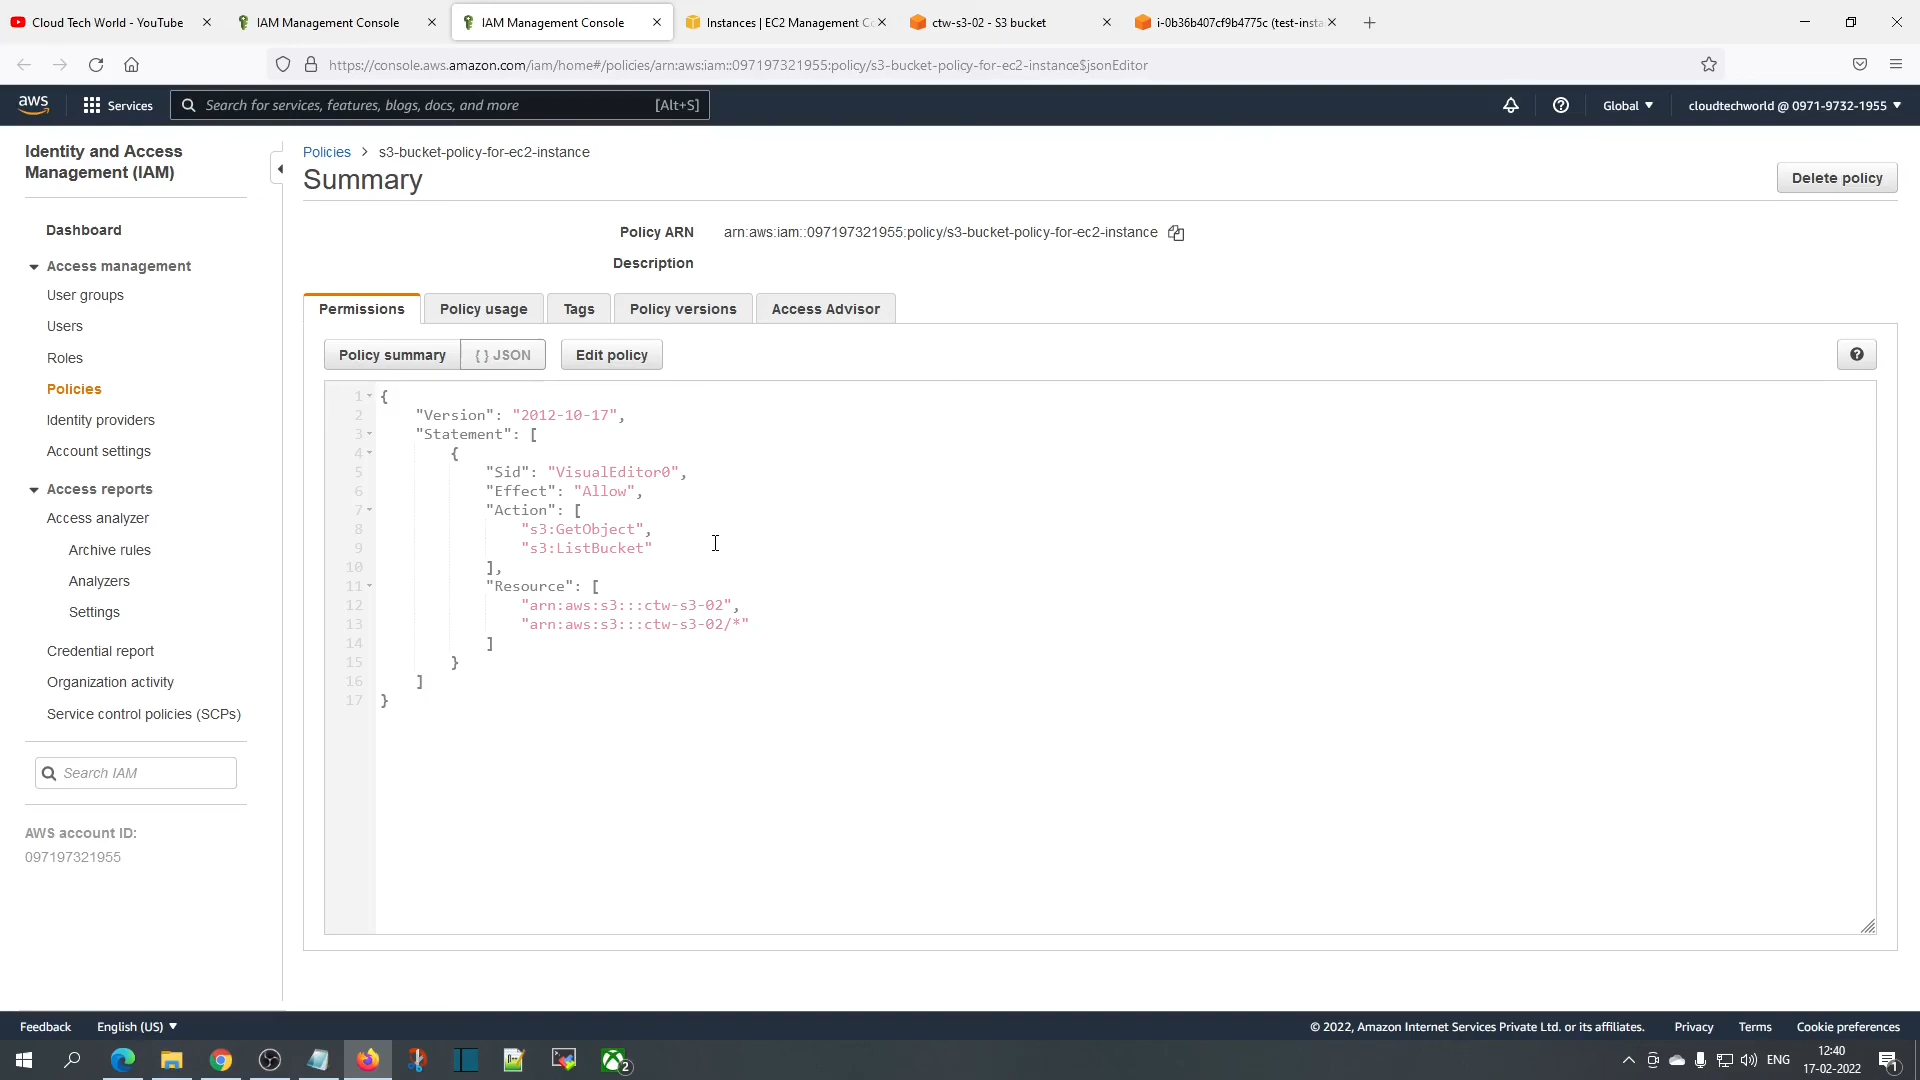 Cloud Tech World - YouTube
IAM Management Console
IAM Management Console
Instances | EC2 Management Co
ctw-s3-02 - S3 bucket
i-0b36b407cf9b4775c (test-insta
https://console.aws.amazon.com/iam/home#/policies/arn:aws:iam::097197321955:policy/s3-bucket-policy-for-ec2-instance$jsonEditor
aws
Services
Search for services, features, blogs, docs, and more
[Alt+S]
Global
cloudtechworld @ 0971-9732-1955
Identity and Access
Management (IAM)
Dashboard
Access management
User groups
Users
Roles
Policies
Identity providers
Account settings
Access reports
Access analyzer
Archive rules
Analyzers
Settings
Credential report
Organization activity
Service control policies (SCPs)
Search IAM
AWS account ID:
097197321955
Policies > s3-bucket-policy-for-ec2-instance
Summary
Delete policy
Policy ARN
arn:aws:iam::097197321955:policy/s3-bucket-policy-for-ec2-instance
Description
Permissions
Policy usage
Tags
Policy versions
Access Advisor
Policy summary
{ } JSON
Edit policy
?
1 {
2 "Version": "2012-10-17",
3 "Statement": [
4 {
5 "Sid": "VisualEditor0",
6 "Effect": "Allow",
7 "Action": [
8 "s3:GetObject",
9 "s3:ListBucket"
10 ],
11 "Resource": [
12 "arn:aws:s3:::ctw-s3-02",
13 "arn:aws:s3:::ctw-s3-02/*"
14 ]
15 }
16 ]
17 }
Feedback
English (US)
© 2022, Amazon Internet Services Private Ltd. or its affiliates.
Privacy
Terms
Cookie preferences
2
ENG
12:40
17-02-2022
1